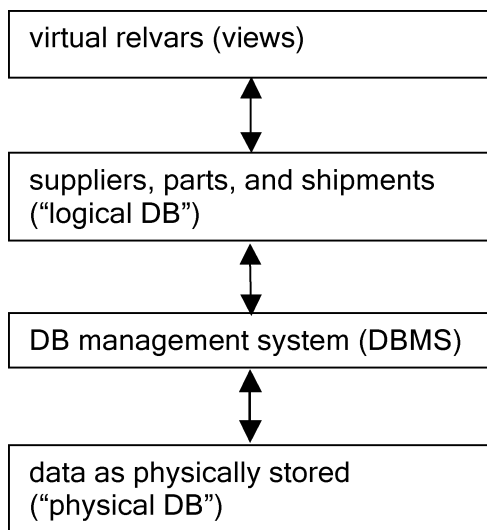 virtual relvars (views)
suppliers, parts, and shipments
(“logical DB”)
DB management system (DBMS)
data as physically stored
(“physical DB”)